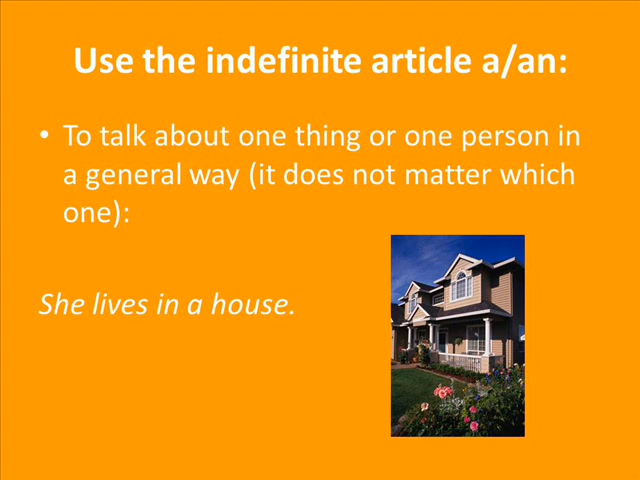 Use the indefinite article a/an:
• To talk about one thing or one person in
a general way (it does not matter which
one):
She lives in a house.